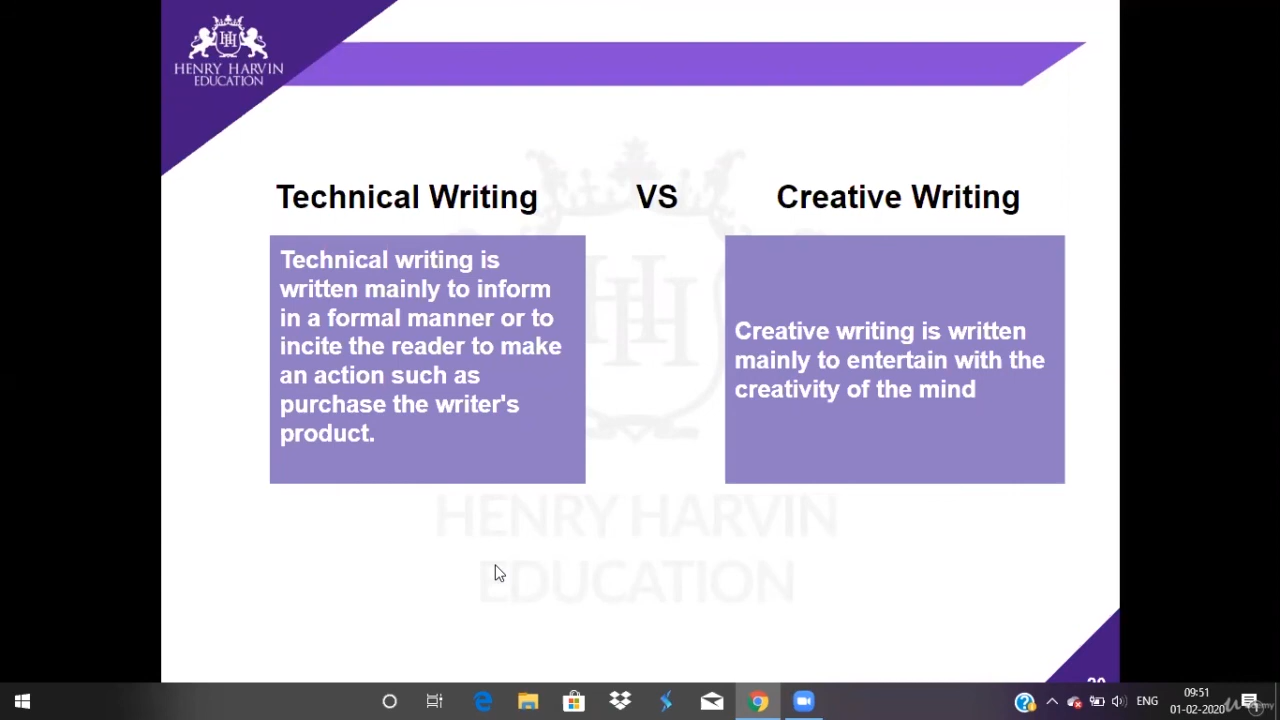 HENRY HARVIN
EDUCATION
Technical Writing VS Creative Writing
Technical writing is
written mainly to inform
in a formal manner or to
incite the reader to make
an action such as
purchase the writer's
product.
Creative writing is written
mainly to entertain with the
creativity of the mind
HENRY HARVIN
EDUCATION
ENG
09:51
01-02-2020